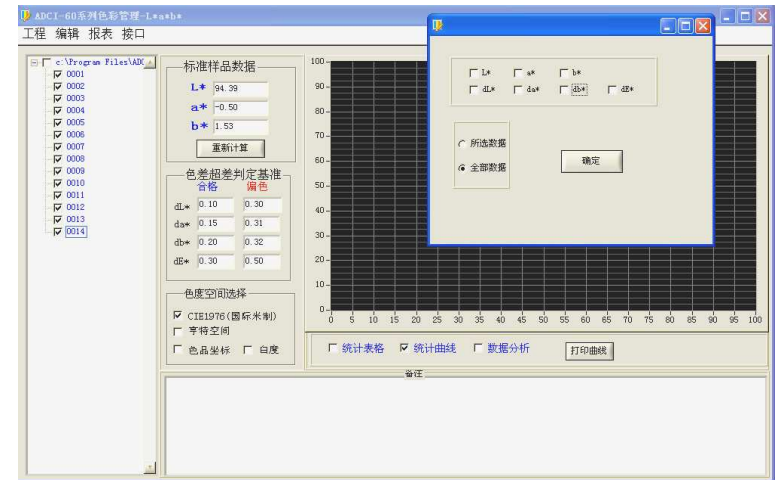 ADCI-60系列色彩管理-L*a*b*
工程 编辑 报表 接口
c:\Program Files\ADC
0001
0002
0003
0004
0005
0006
0007
0008
0009
0010
0011
0012
0013
0014
标准样品数据
L* 94.39
a* -0.50
b* 1.53
重新计算
色差超差判定基准
合格 偏色
dL* 0.10 0.30
da* 0.15 0.31
db* 0.20 0.32
dE* 0.30 0.50
色度空间选择
CIE1976(国际米制)
亨特空间
色品坐标 白度
100
90
80
70
60
50
40
30
20
10
0
0 5 10 15 20 25 30 35 40 45 50 55 60 65 70 75 80 85 90 95 100
L* a* b*
dL* da* db* dE*
所选数据
全部数据
确定
统计表格 统计曲线 数据分析 打印曲线
备注